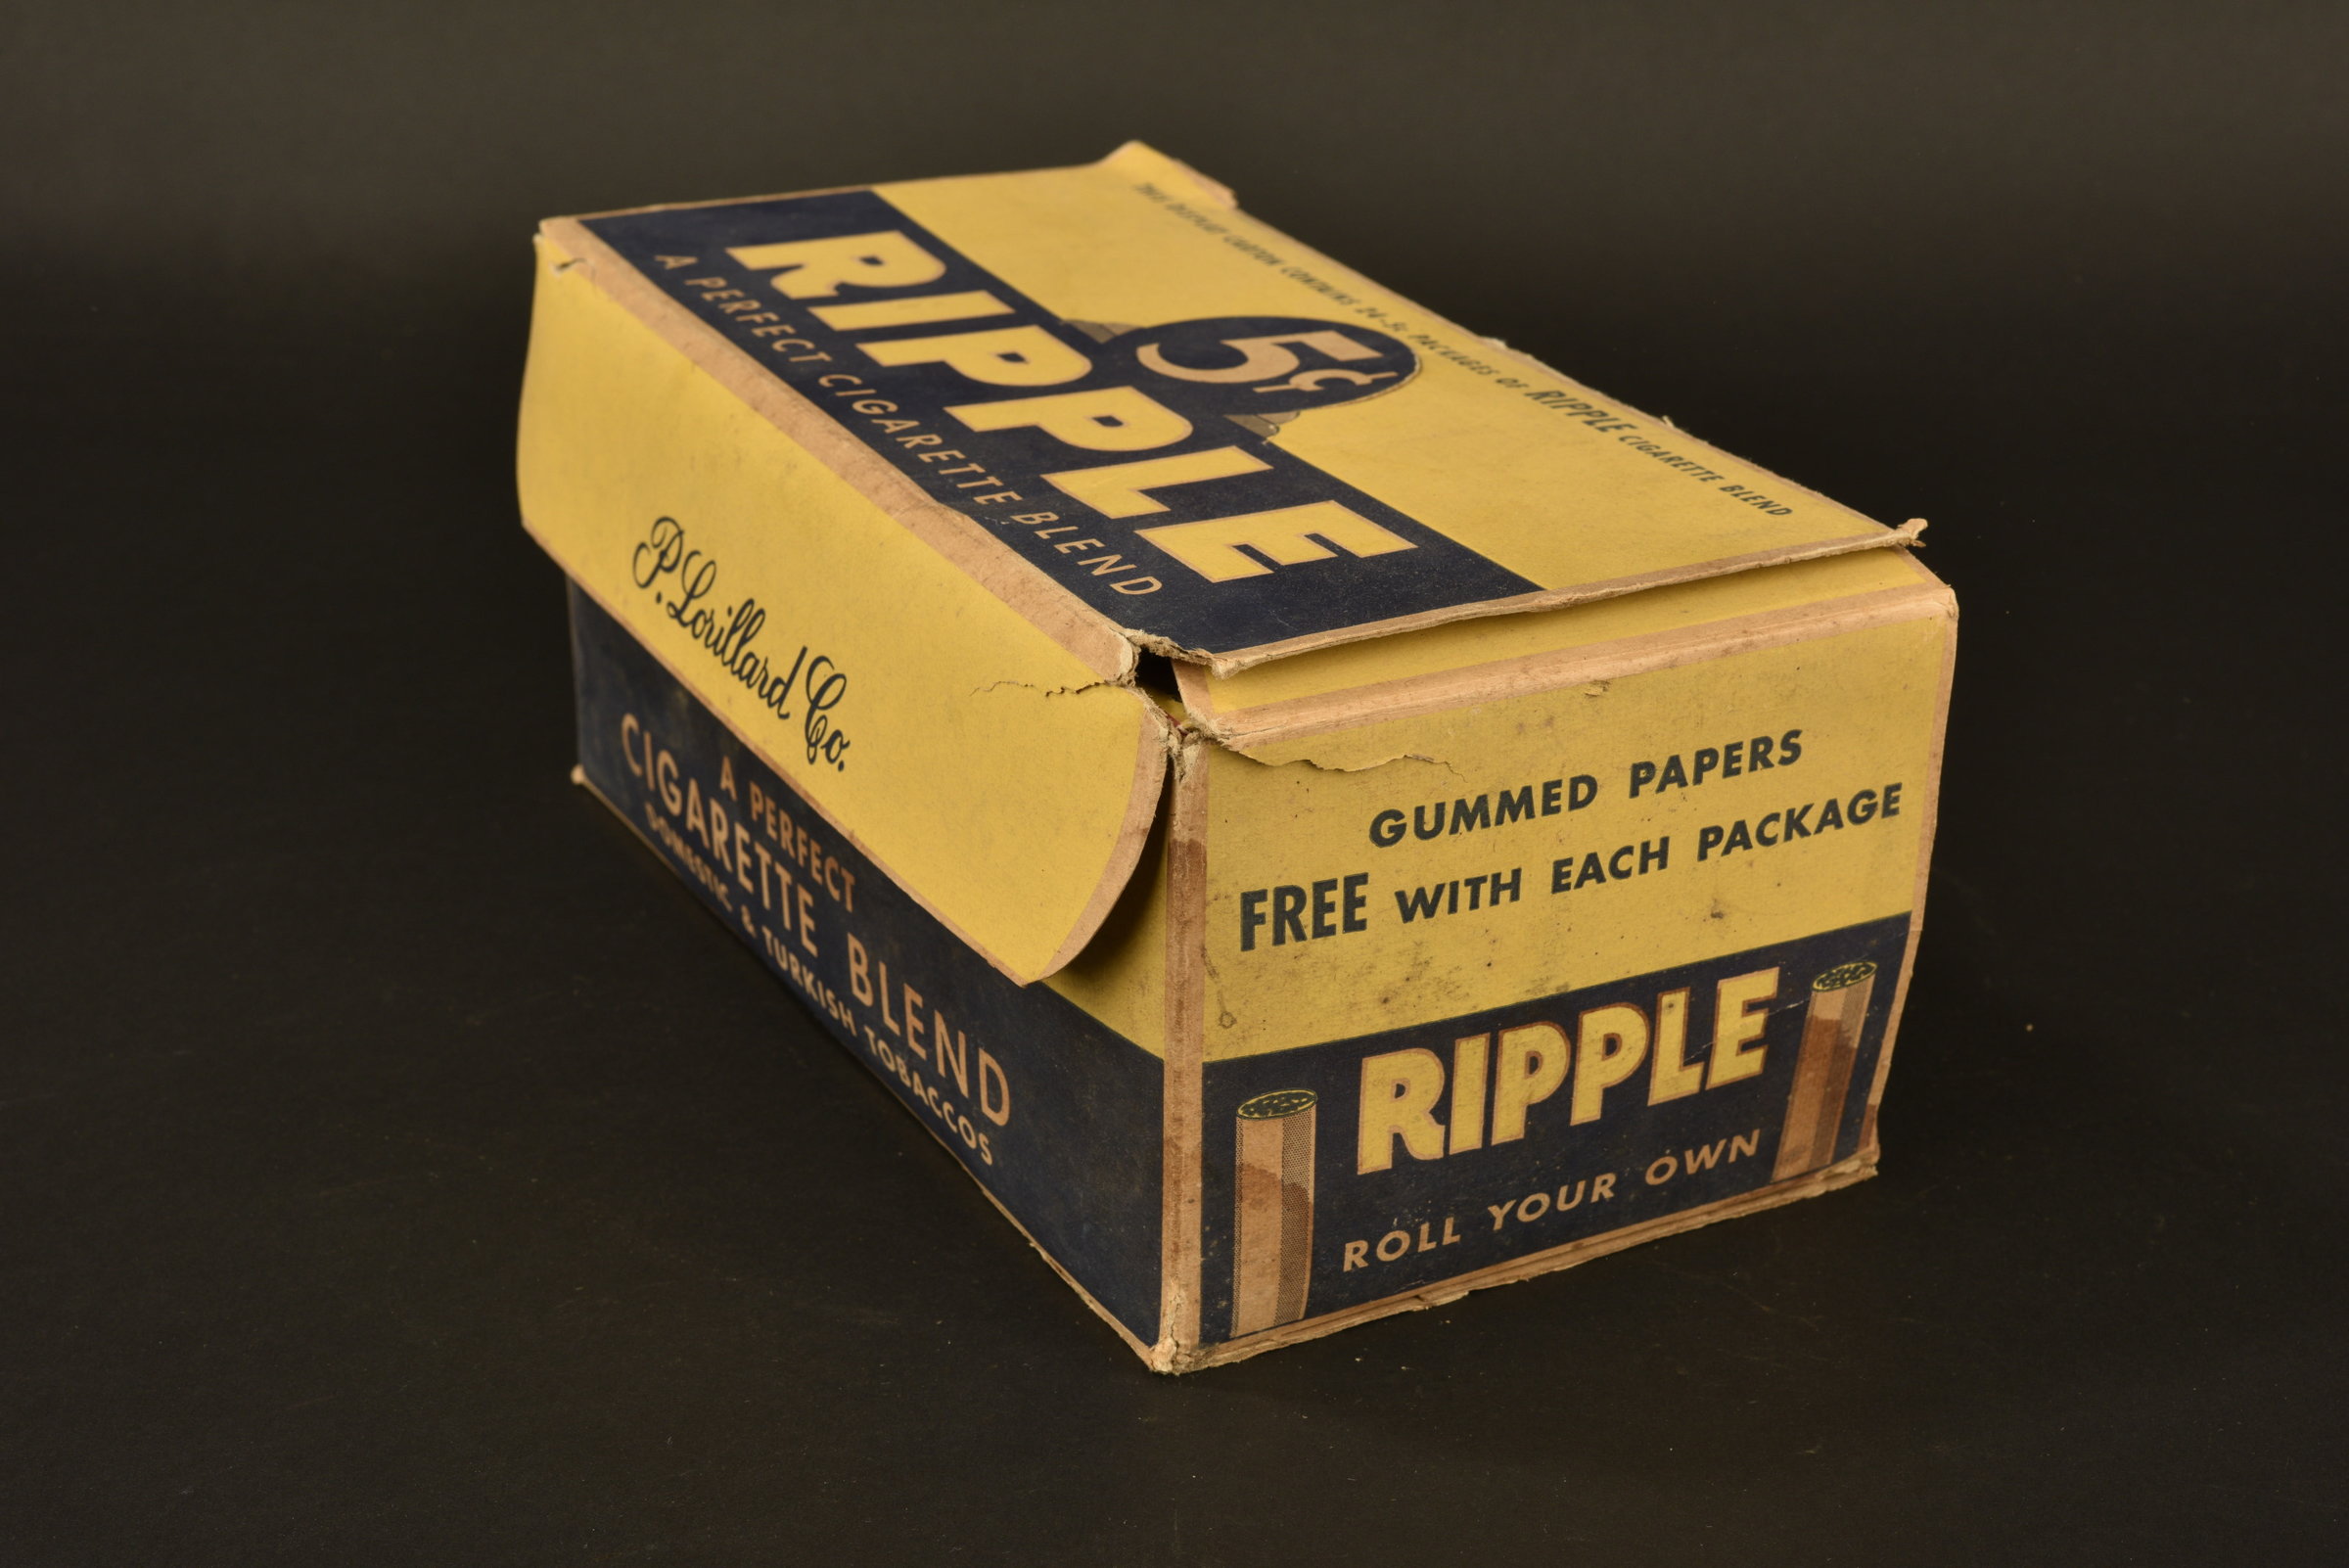 THIS DISPLAY CARTON CONTAINS 24-5¢ PACKAGES OF RIPPLE CIGARETTE BLEND
5¢
RIPPLE
A PERFECT CIGARETTE BLEND
P. Lorillard Co.
A PERFECT
CIGARETTE BLEND
DOMESTIC & TURKISH TOBACCOS
GUMMED PAPERS
FREE WITH EACH PACKAGE
RIPPLE
ROLL YOUR OWN